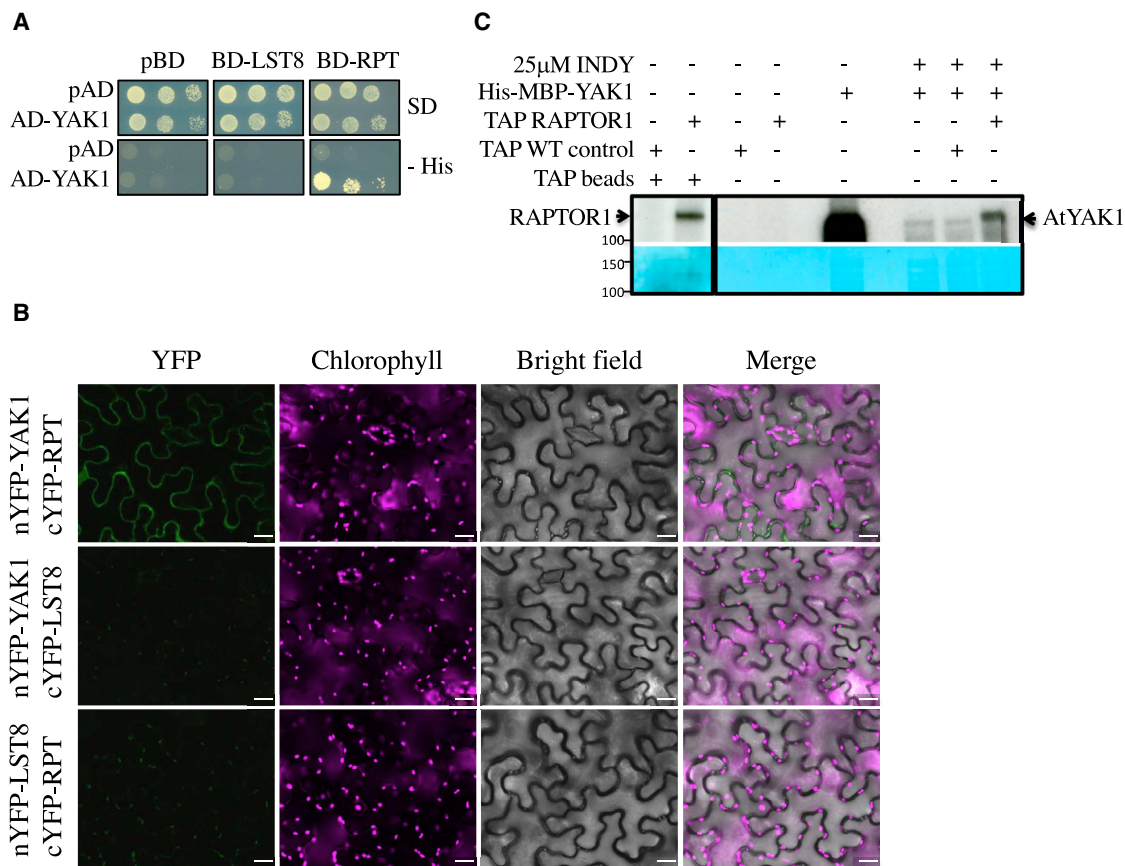 A
pBD BD-LST8 BD-RPT
pAD
AD-YAK1
SD
pAD
AD-YAK1
- His
C
25μM INDY - - - - - + + +
His-MBP-YAK1 - - - - + + + +
TAP RAPTOR1 - + - + - - - +
TAP WT control + - + - - - + -
TAP beads + + - - - - - -
RAPTOR1
AtYAK1
100
150
100
B
YFP Chlorophyll Bright field Merge
nYFP-YAK1
cYFP-RPT
nYFP-YAK1
cYFP-LST8
nYFP-LST8
cYFP-RPT